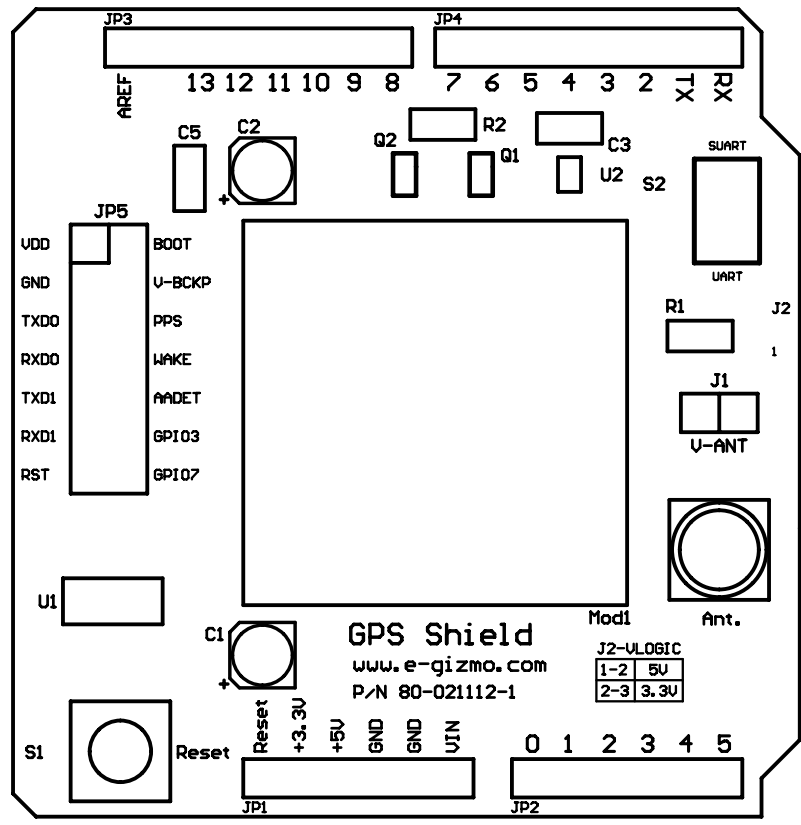 JP3 JP4
AREF 13 12 11 10 9 8 7 6 5 4 3 2 TX RX
C5 C2 Q2 R2 Q1 C3 U2 S2 SUART
+
JP5
VDD BOOT
GND V-BCKP
TXD0 PPS
RXD0 WAKE
TXD1 AADET
RXD1 GPIO3
RST GPIO7
UART
R1 J2
1
J1
V-ANT
U1
Mod1
Ant.
C1
+
GPS Shield
www.e-gizmo.com
P/N 80-021112-1
J2-VLOGIC
1-2 5V
2-3 3.3V
S1 Reset
Reset +3.3V +5V GND GND VIN
0 1 2 3 4 5
JP1 JP2